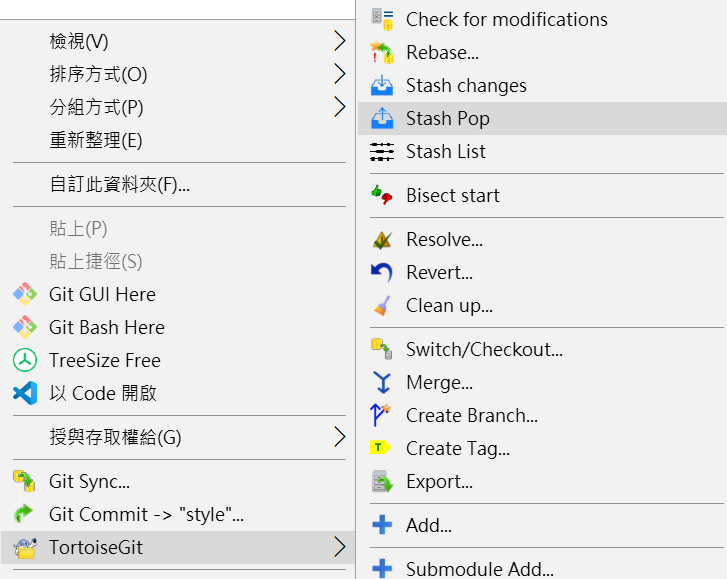 檢視(V)
排序方式(O)
分組方式(P)
重新整理(E)
自訂此資料夾(F)...
貼上(P)
貼上捷徑(S)
Git GUI Here
Git Bash Here
TreeSize Free
以 Code 開啟
授與存取權給(G)
Git Sync...
Git Commit -> "style"...
TortoiseGit
Check for modifications
Rebase...
Stash changes
Stash Pop
Stash List
Bisect start
Resolve...
Revert...
Clean up...
Switch/Checkout...
Merge...
Create Branch...
Create Tag...
Export...
Add...
Submodule Add...